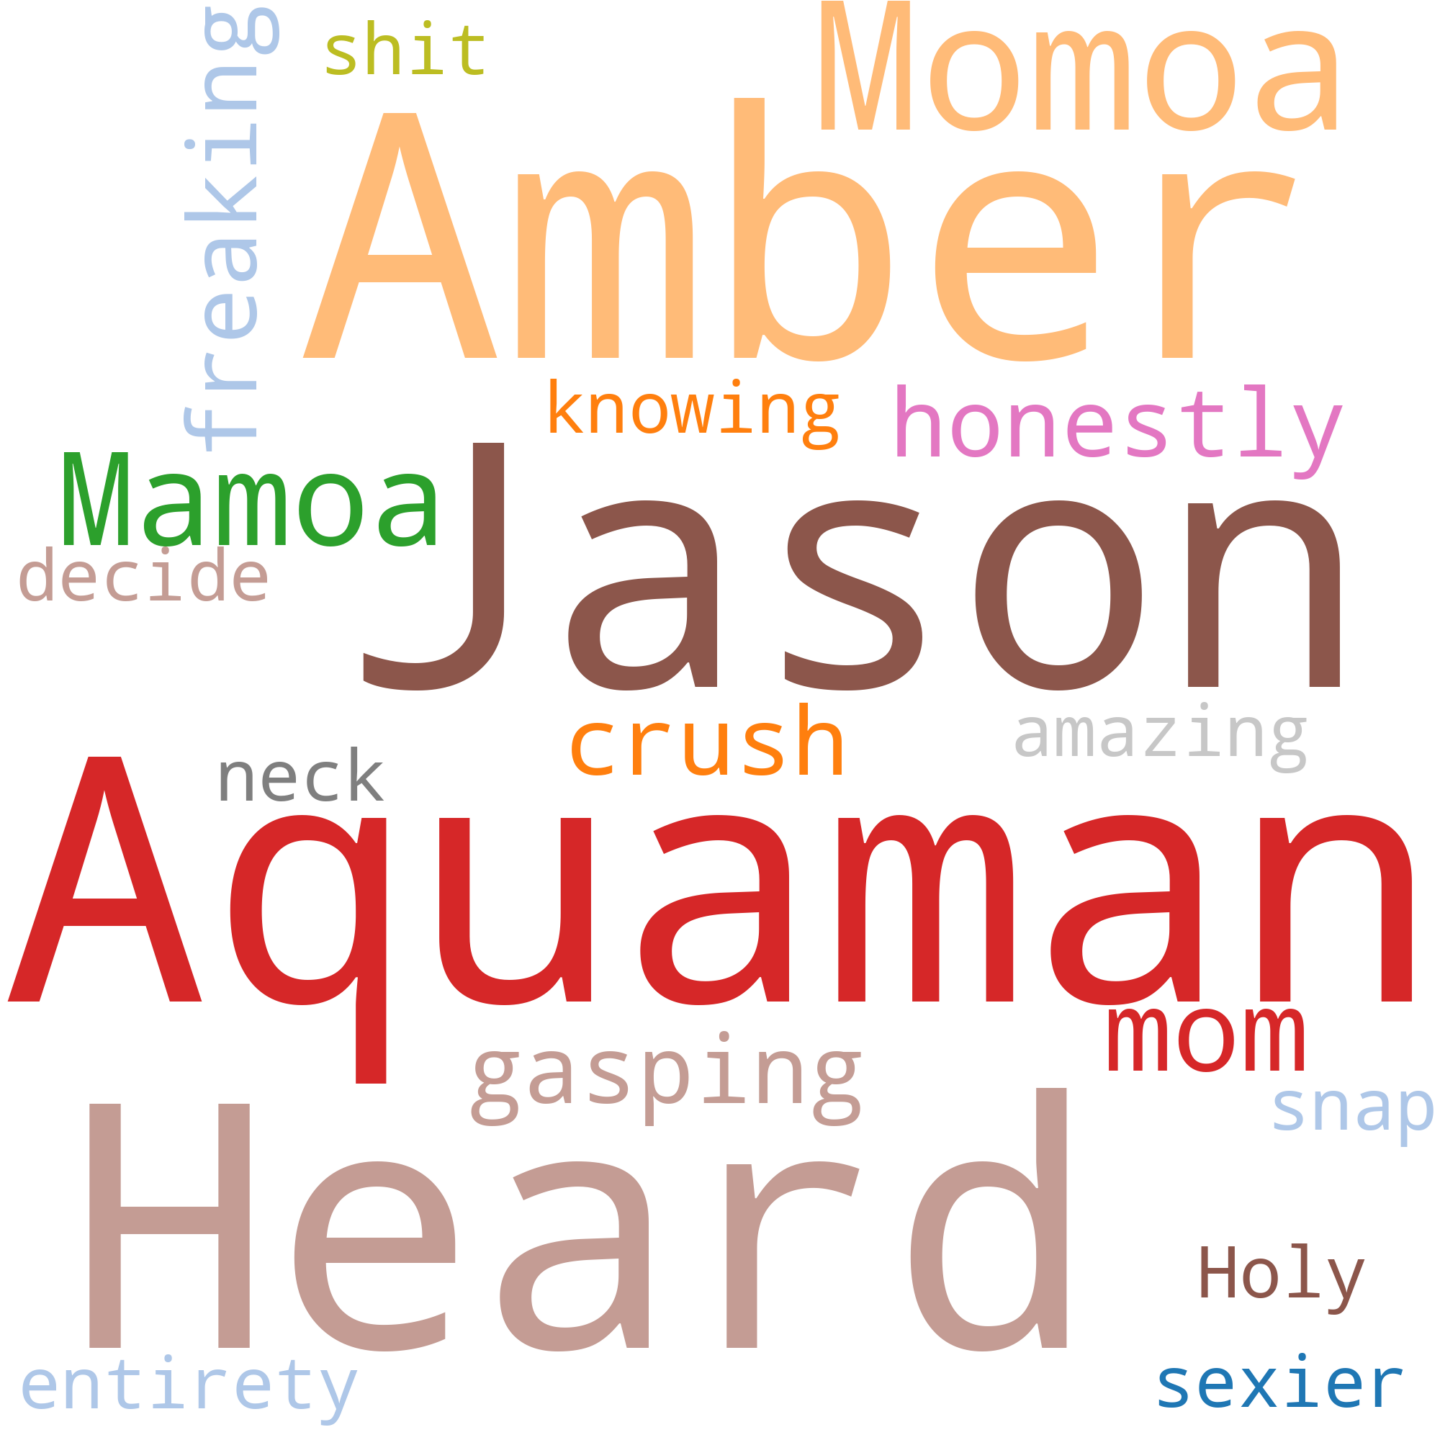 freaking
shit
Momoa
Amber
knowing
honestly
Mamoa
Jason
decide
crush
amazing
neck
Aquaman
mom
gasping
snap
Heard
Holy
entirety
sexier